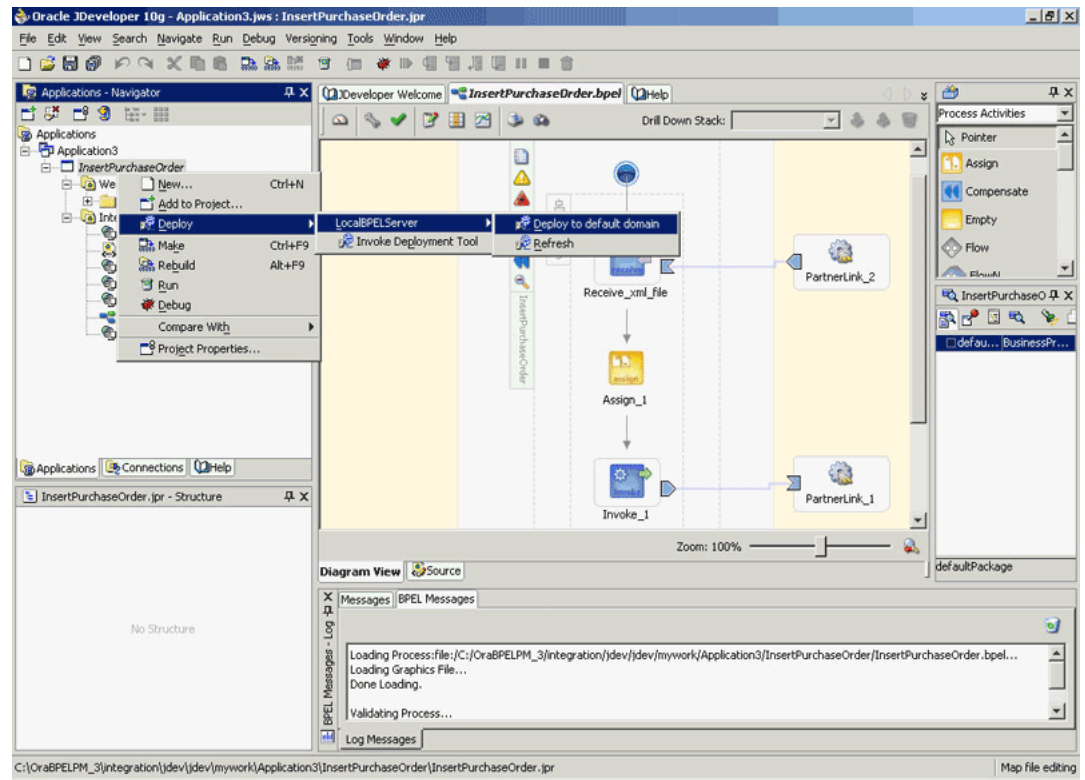 Oracle JDeveloper 10g - Application3.jws : InsertPurchaseOrder.jpr
File Edit View Search Navigate Run Debug Versioning Tools Window Help
Applications - Navigator
JDeveloper Welcome InsertPurchaseOrder.bpel Help
Drill Down Stack:
Process Activities
Pointer
Assign
Compensate
Empty
Flow
FlowN
Applications
Application3
InsertPurchaseOrder
We
Inte
New... Ctrl+N
Add to Project...
Deploy
Make Ctrl+F9
Rebuild Alt+F9
Run
Debug
Compare With
Project Properties...
LocalBPELServer
Invoke Deployment Tool
Deploy to default domain
Refresh
InsertPurchaseOrder
receive
Receive_xml_file
PartnerLink_2
assign
Assign_1
invoke
Invoke_1
PartnerLink_1
InsertPurchaseO
defau... BusinessPr...
defaultPackage
Applications Connections Help
InsertPurchaseOrder.jpr - Structure
No Structure
Zoom: 100%
Diagram View Source
BPEL Messages - Log
Messages BPEL Messages
Loading Process:file:/C:/OraBPELPM_3/integration/jdev/jdev/mywork/Application3/InsertPurchaseOrder/InsertPurchaseOrder.bpel...
Loading Graphics File...
Done Loading.
Validating Process...
Log Messages
C:\OraBPELPM_3\integration\jdev\jdev\mywork\Application3\InsertPurchaseOrder\InsertPurchaseOrder.jpr
Map file editing